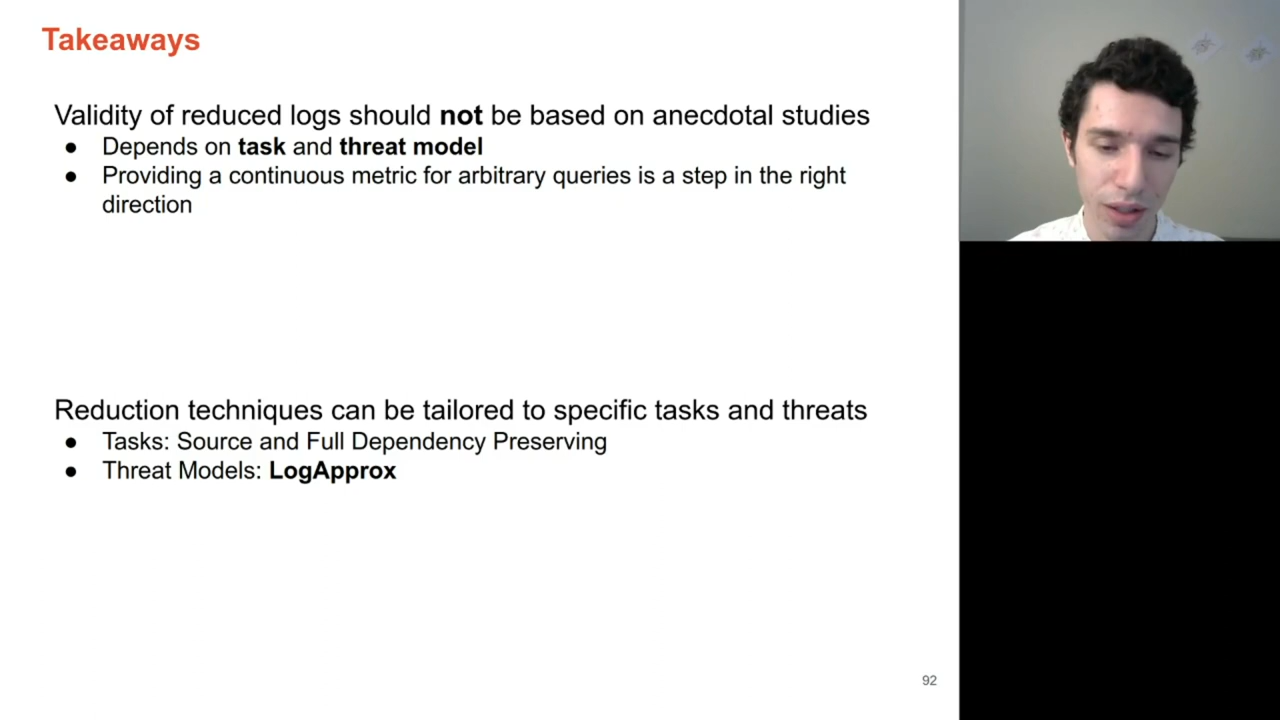 Takeaways
Validity of reduced logs should not be based on anecdotal studies
● Depends on task and threat model
● Providing a continuous metric for arbitrary queries is a step in the right
direction
Reduction techniques can be tailored to specific tasks and threats
● Tasks: Source and Full Dependency Preserving
● Threat Models: LogApprox
92